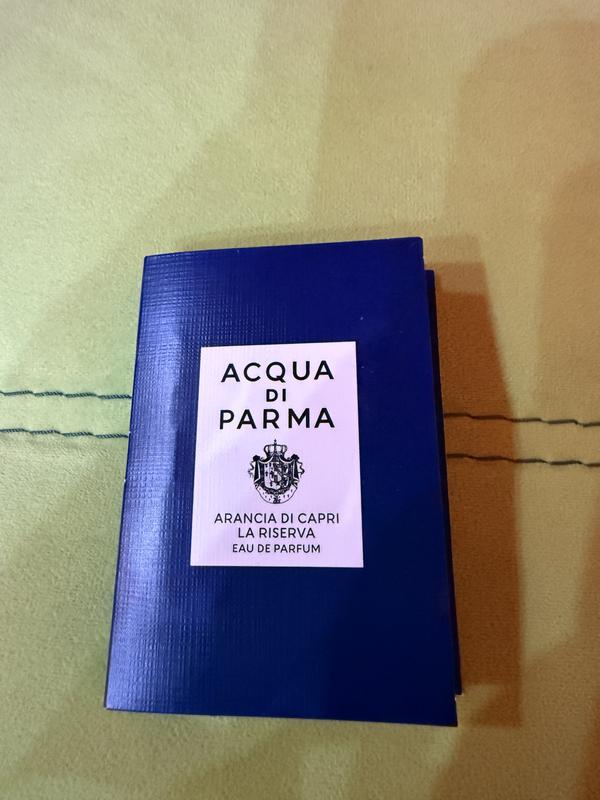 ACQUA
DI
PARMA
ARANCIA DI CAPRI
LA RISERVA
EAU DE PARFUM